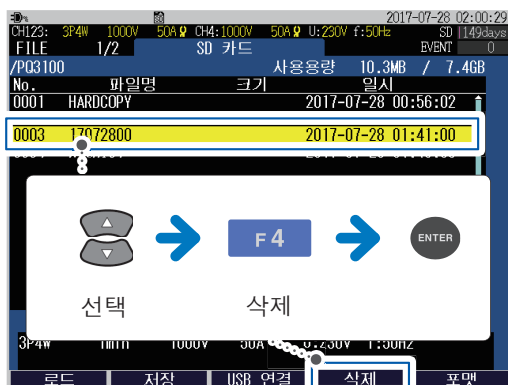 2017-07-28 02:00:29
CH123: 3P4W 1000V 50A CH4:1000V 50A U:230V f:50Hz SD 149days
FILE 1/2 SD 카드 EVENT 0
/PQ3100 사용용량 10.3MB / 7.4GB
No. 파일명 크기 일시
0001 HARDCOPY 2017-07-28 00:56:02
0003 17072800 2017-07-28 01:41:00
F4
ENTER
선택 삭제
3P4W 1000V 50A U:230V f:50Hz
로드 저장 USB 연결 삭제 포맷